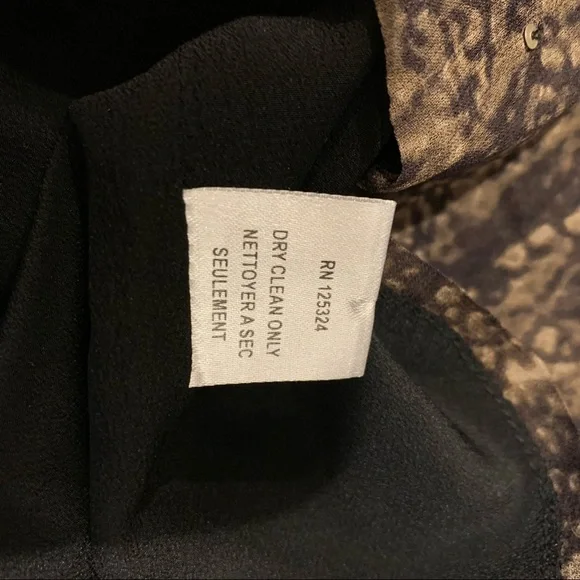 RN 125324
DRY CLEAN ONLY
NETTOYER A SEC
SEULEMENT